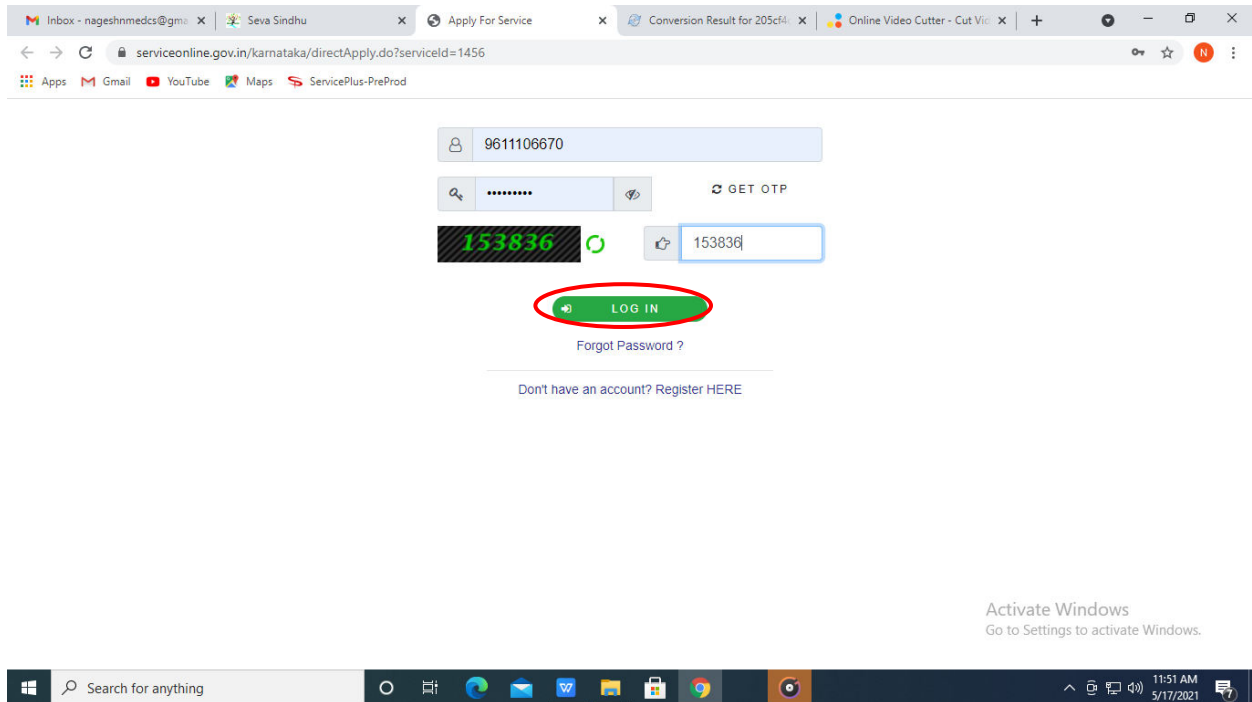 Inbox - nageshnmedcs@gma
Seva Sindhu
Apply For Service
Conversion Result for 205cf4
Online Video Cutter - Cut Vid
serviceonline.gov.in/karnataka/directApply.do?serviceId=1456
N
Apps
Gmail
YouTube
Maps
ServicePlus-PreProd
9611106670
GET OTP
153836
153836
LOG IN
Forgot Password ?
Don't have an account? Register HERE
Activate Windows
Go to Settings to activate Windows.
Search for anything
11:51 AM
5/17/2021
7